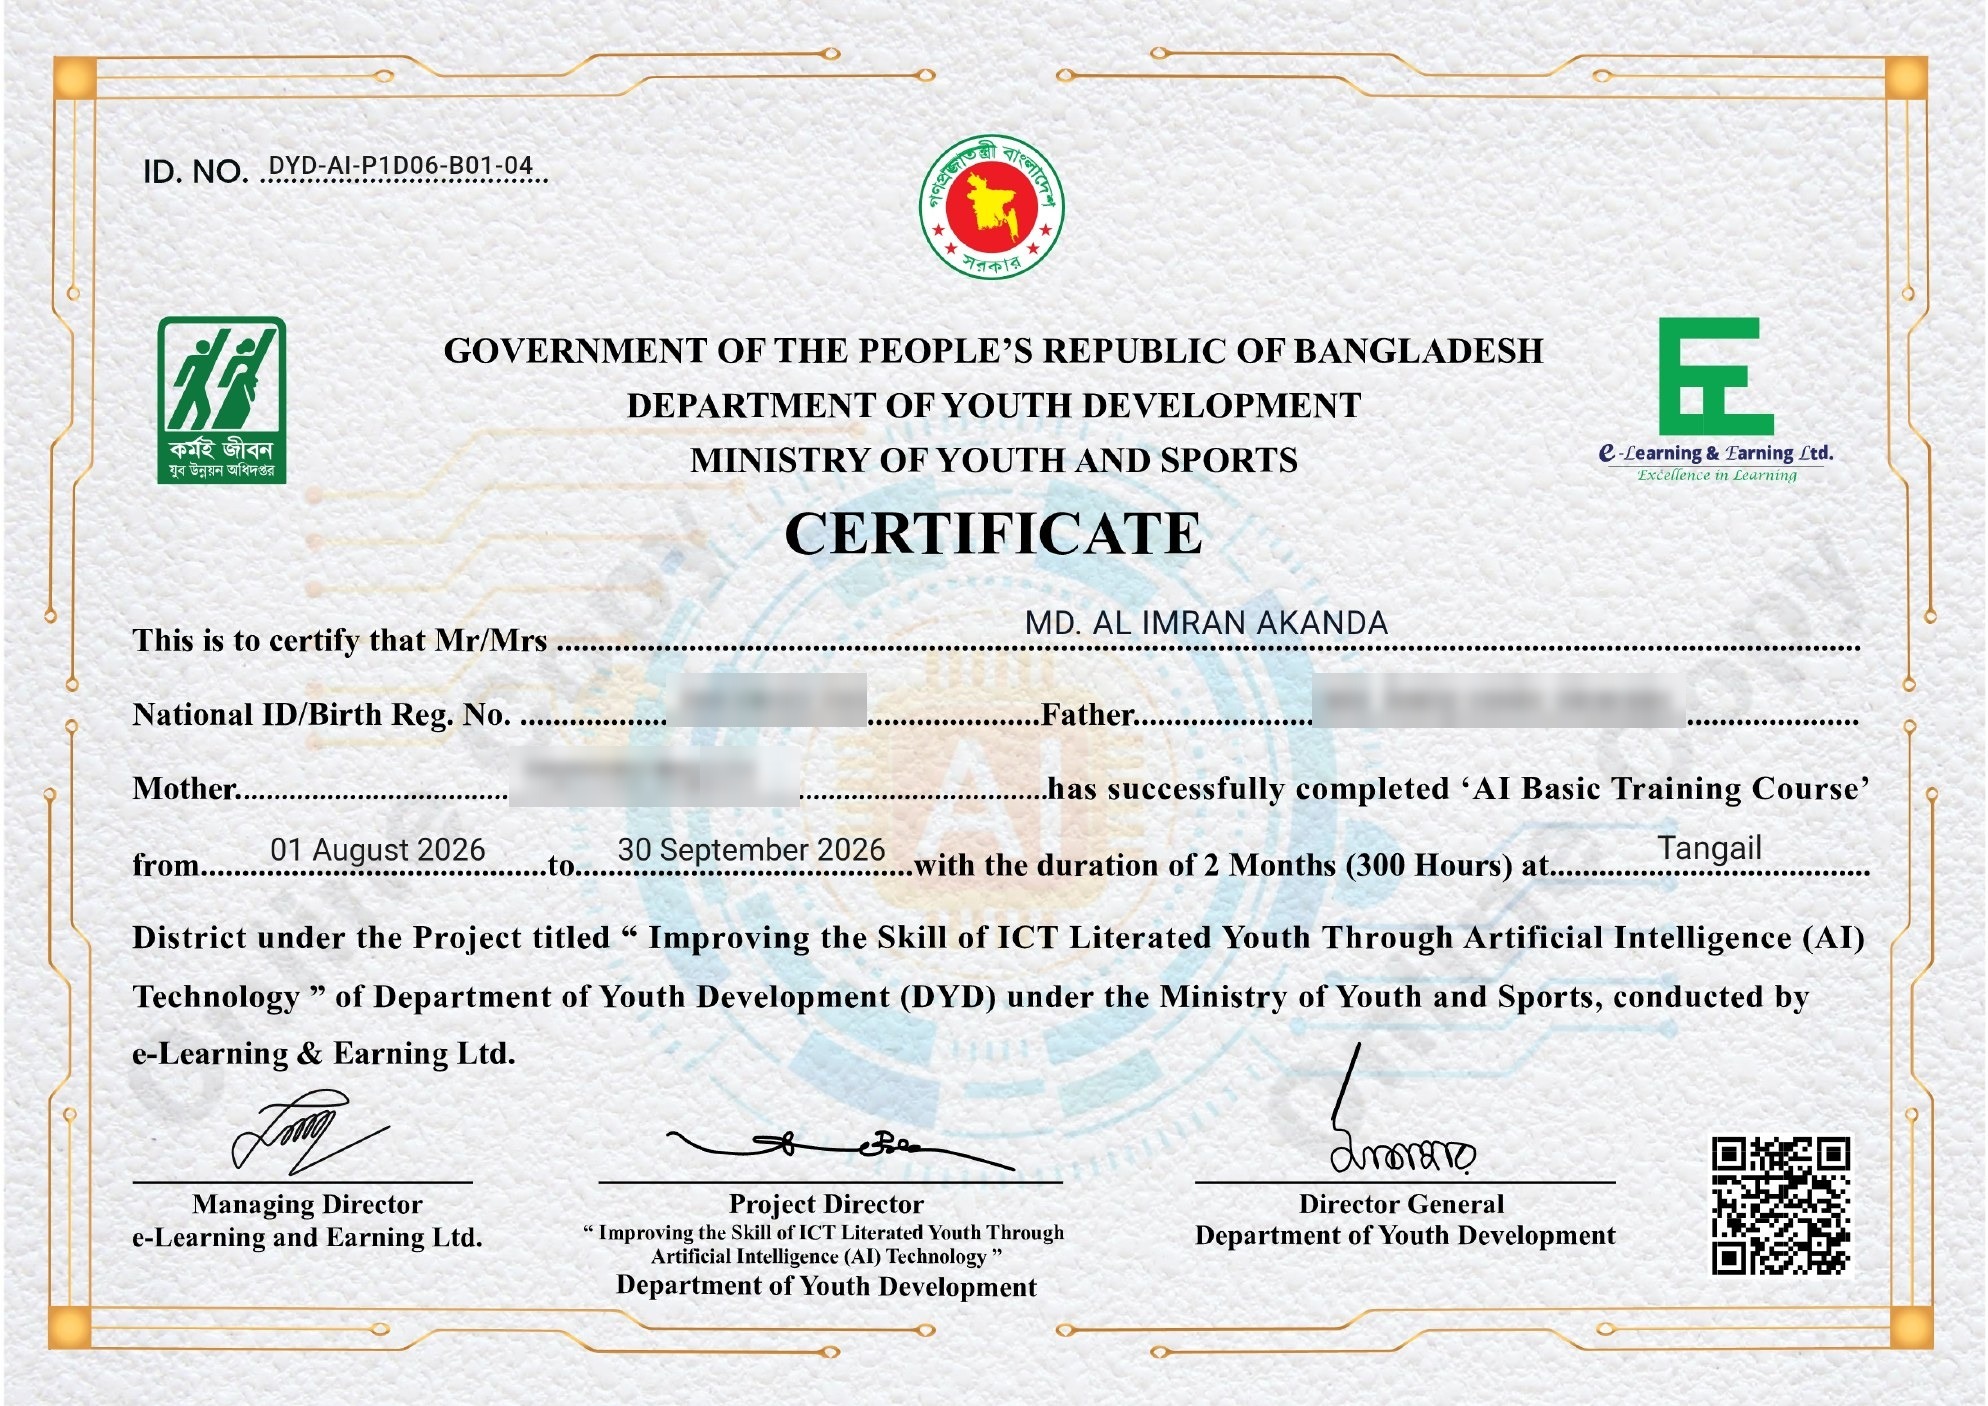 ID. NO. DYD-AI-P1D06-B01-04
গণপ্রজাতন্ত্রী বাংলাদেশ
সরকার
কর্মই জীবন
যুব উন্নয়ন অধিদপ্তর
GOVERNMENT OF THE PEOPLE’S REPUBLIC OF BANGLADESH
DEPARTMENT OF YOUTH DEVELOPMENT
MINISTRY OF YOUTH AND SPORTS
e-Learning & Earning Ltd.
Excellence in Learning
CERTIFICATE
This is to certify that Mr/Mrs MD. AL IMRAN AKANDA
National ID/Birth Reg. No. Father
Mother has successfully completed ‘AI Basic Training Course’
from 01 August 2026 to 30 September 2026 with the duration of 2 Months (300 Hours) at Tangail
District under the Project titled “ Improving the Skill of ICT Literated Youth Through Artificial Intelligence (AI)
Technology ” of Department of Youth Development (DYD) under the Ministry of Youth and Sports, conducted by
e-Learning & Earning Ltd.
AI
Managing Director
e-Learning and Earning Ltd.
Project Director
“ Improving the Skill of ICT Literated Youth Through
Artificial Intelligence (AI) Technology ”
Department of Youth Development
Director General
Department of Youth Development